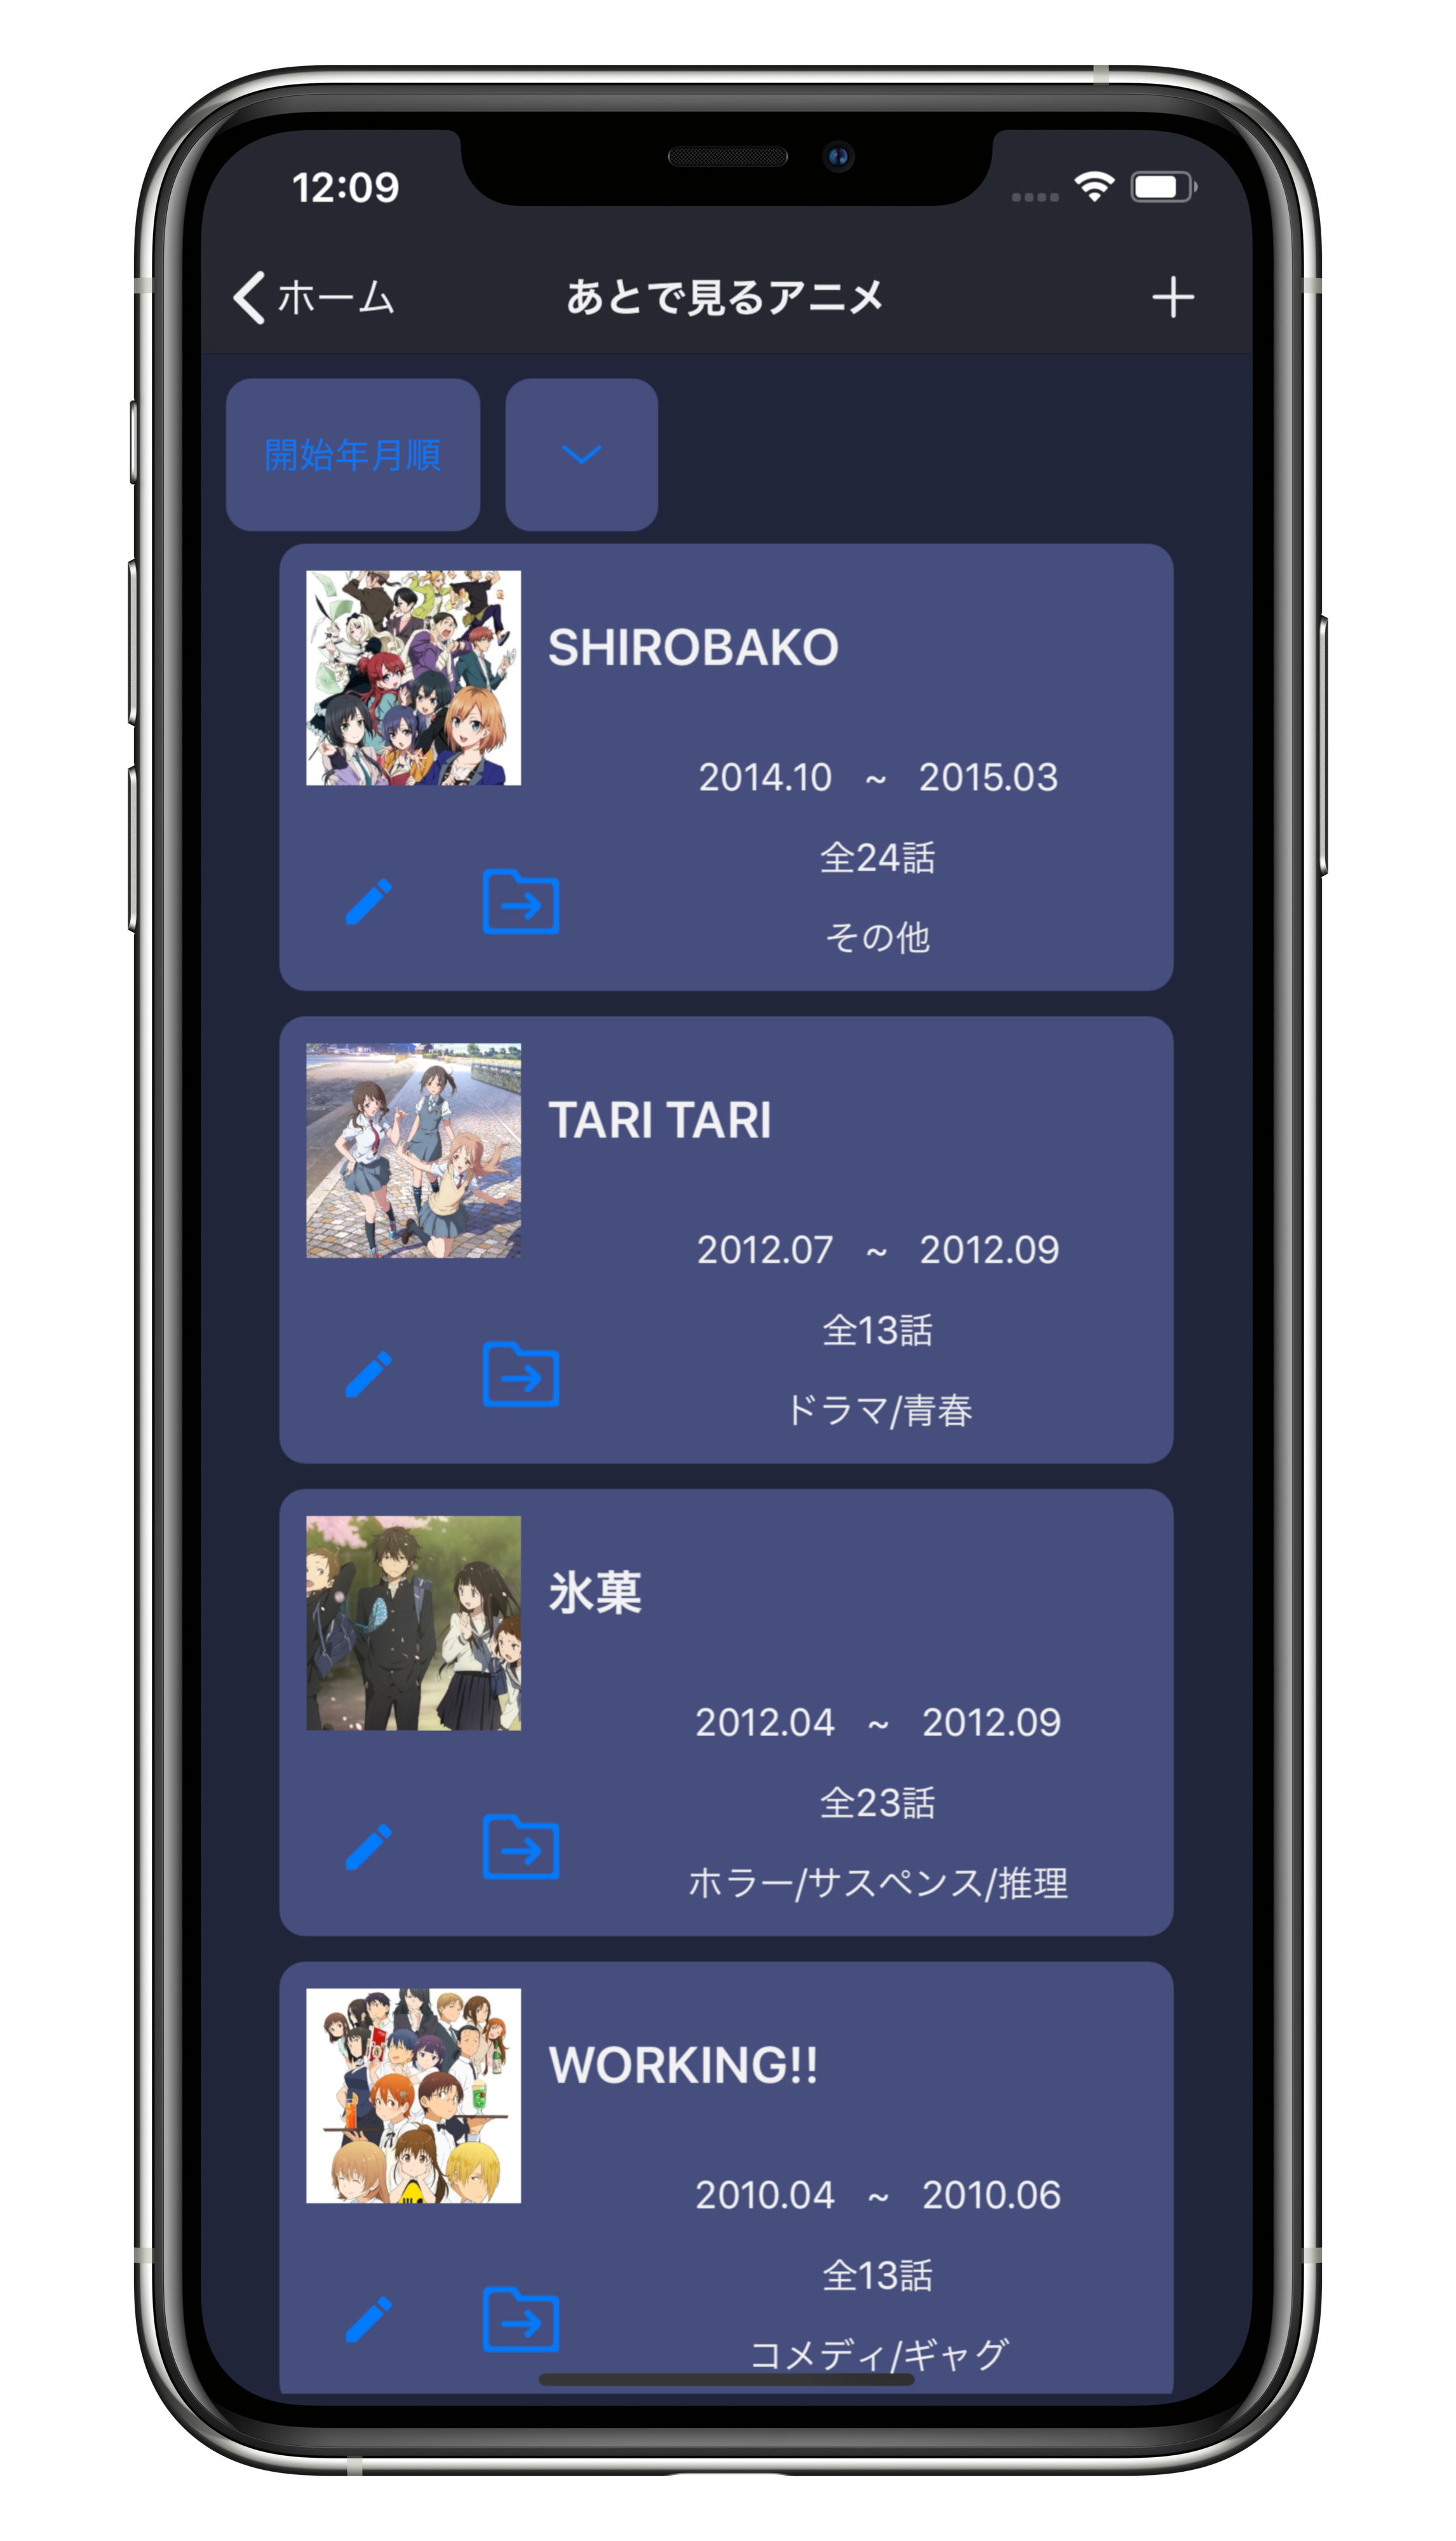 12:09
ホーム
あとで見るアニメ
開始年月順
SHIROBAKO
2014.10 ~ 2015.03
全24話
その他
TARI TARI
2012.07 ~ 2012.09
全13話
ドラマ/青春
氷菓
2012.04 ~ 2012.09
全23話
ホラー/サスペンス/推理
WORKING!!
2010.04 ~ 2010.06
全13話
コメディ/ギャグ